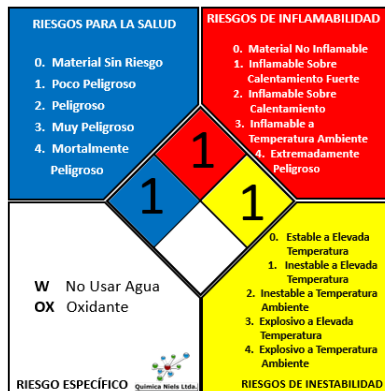 RIESGOS PARA LA SALUD
0. Material Sin Riesgo
1. Poco Peligroso
2. Peligroso
3. Muy Peligroso
4. Mortalmente
Peligroso
RIESGOS DE INFLAMABILIDAD
0. Material No Inflamable
1. Inflamable Sobre
Calentamiento Fuerte
2. Inflamable Sobre
Calentamiento
3. Inflamable a
Temperatura Ambiente
4. Extremadamente
Peligroso
1
1
1
W No Usar Agua
OX Oxidante
RIESGO ESPECÍFICO
Quimica Niels Ltda.
0. Estable a Elevada
Temperatura
1. Inestable a Elevada
Temperatura
2. Inestable a Temperatura
Ambiente
3. Explosivo a Elevada
Temperatura
4. Explosivo a Temperatura
Ambiente
RIESGOS DE INESTABILIDAD